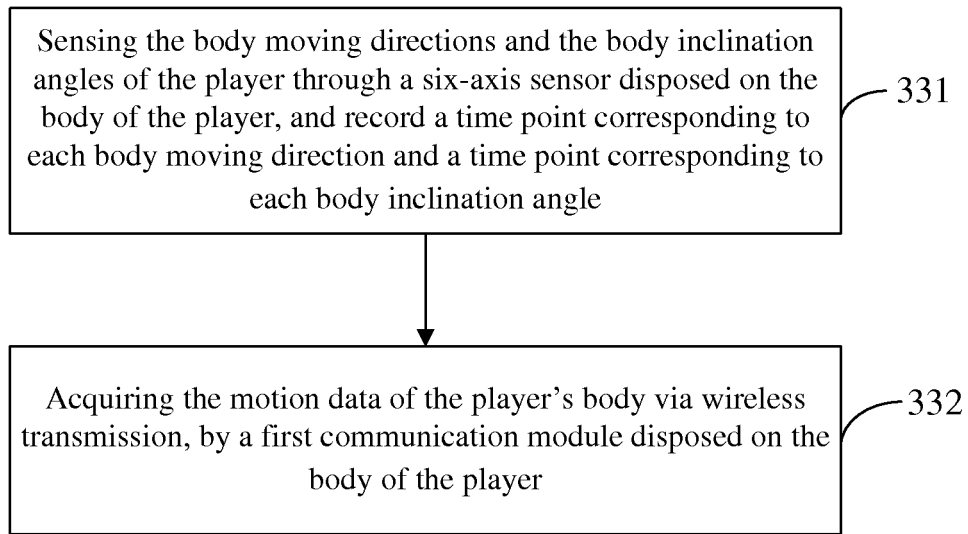 Sensing the body moving directions and the body inclination
angles of the player through a six-axis sensor disposed on the
body of the player, and record a time point corresponding to
each body moving direction and a time point corresponding to
each body inclination angle
331
Acquiring the motion data of the player’s body via wireless
transmission, by a first communication module disposed on the
body of the player
332